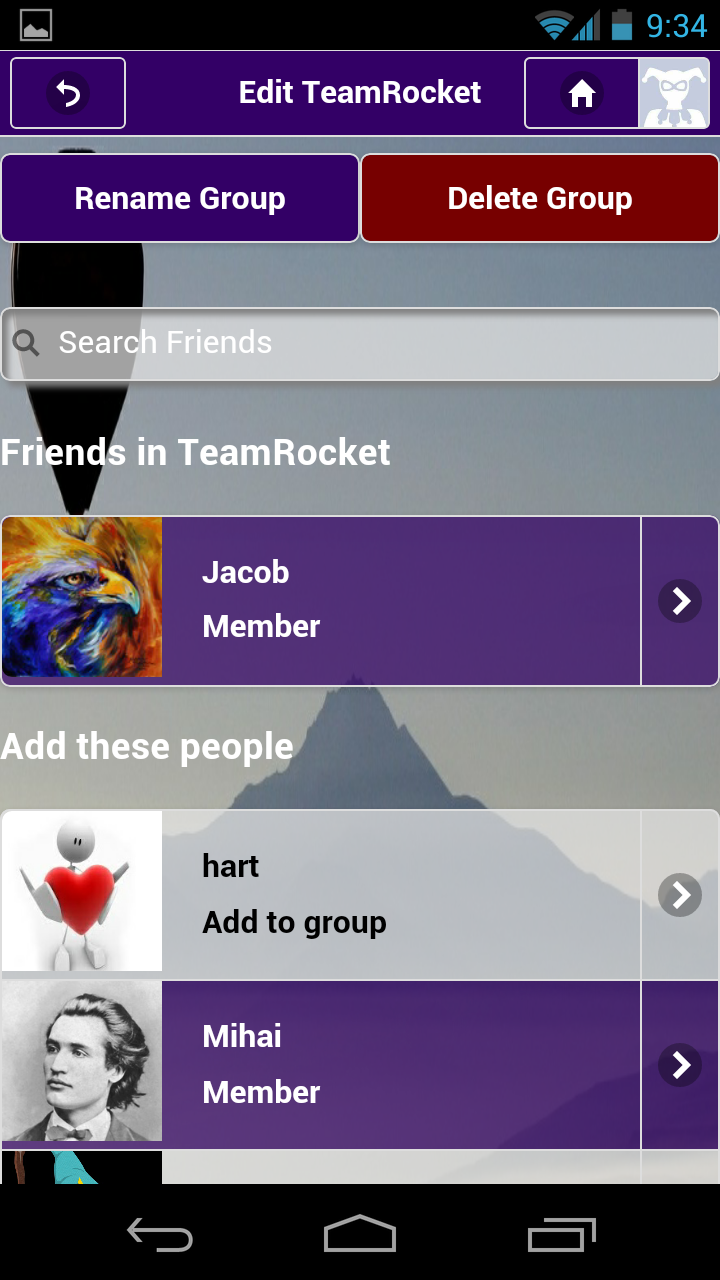 9:34
Edit TeamRocket
Rename Group
Delete Group
Search Friends
Friends in TeamRocket
Jacob
Member
Add these people
hart
Add to group
Mihai
Member